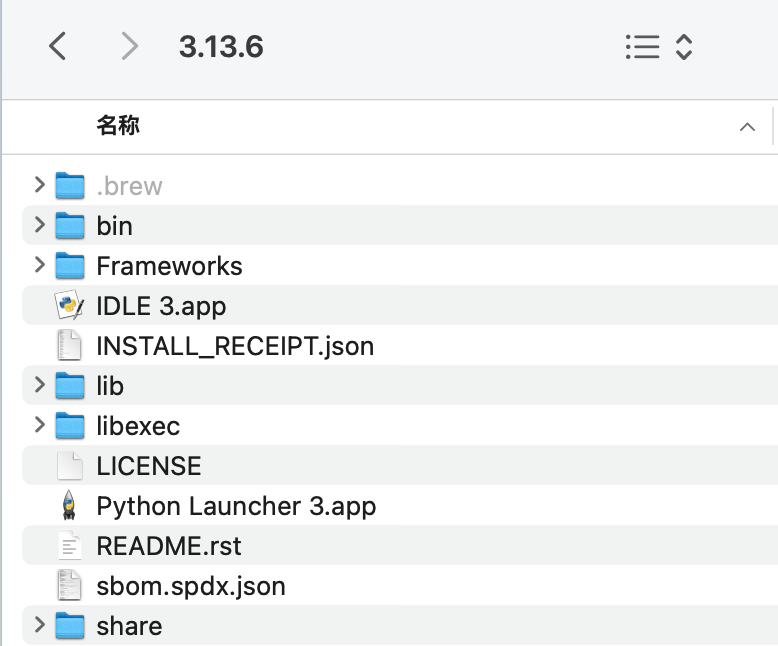 3.13.6
名称
.brew
bin
Frameworks
IDLE 3.app
INSTALL_RECEIPT.json
lib
libexec
LICENSE
Python Launcher 3.app
README.rst
sbom.spdx.json
share